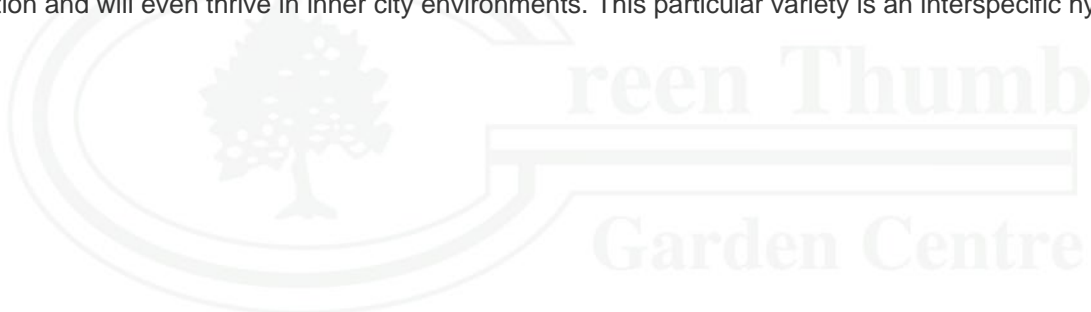 tion and will even thrive in inner city environments. This particular variety is an interspecific hy
Green Thumb
Garden Centre